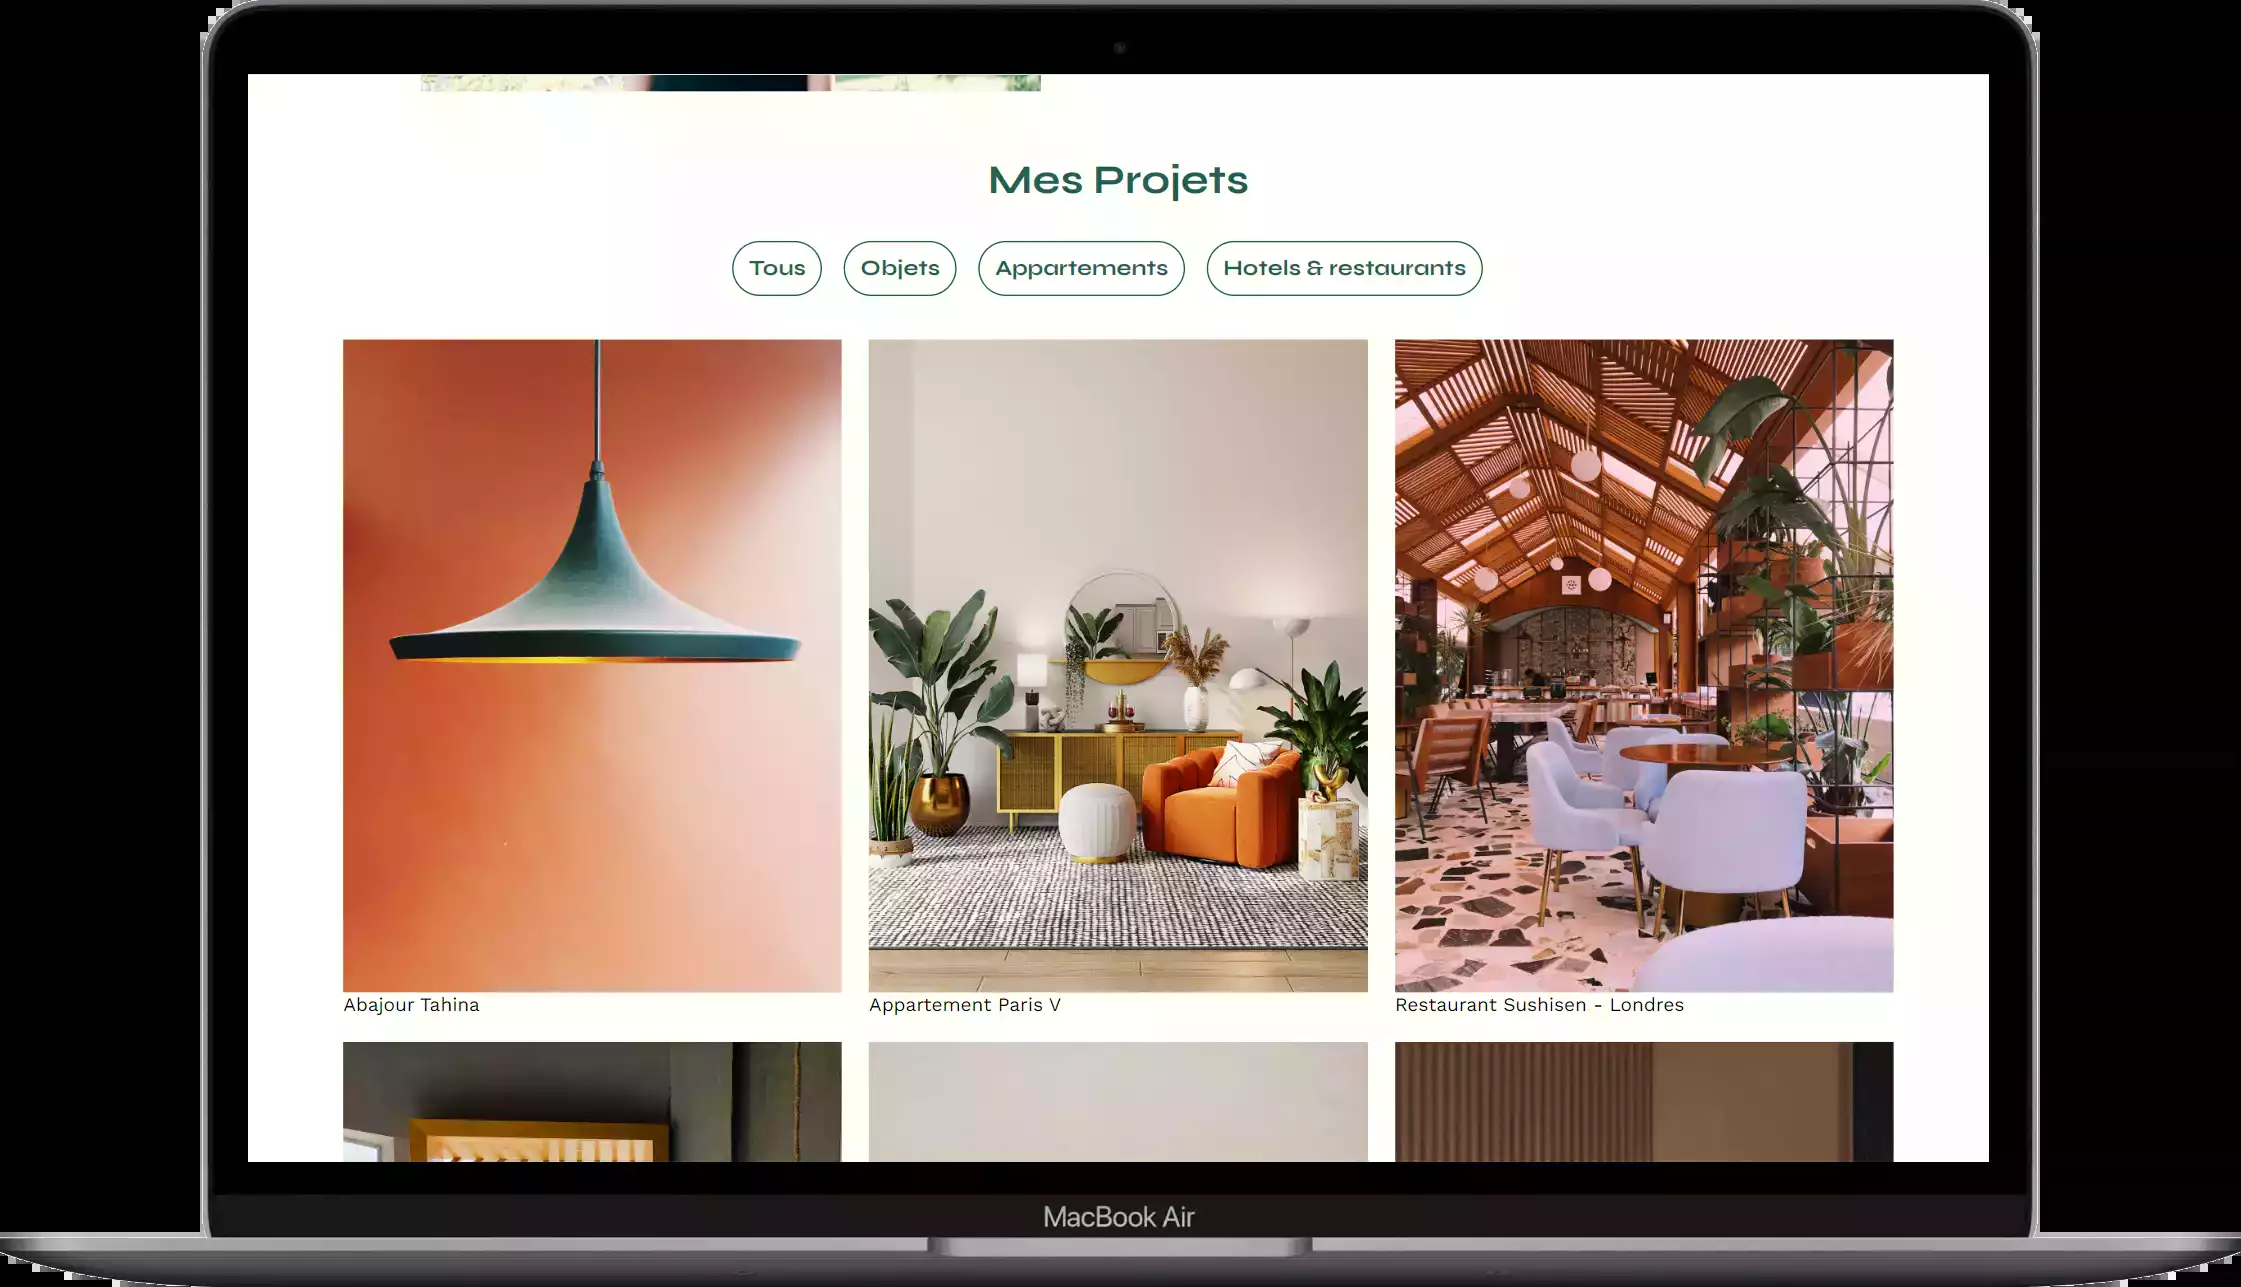 Mes Projets
Tous
Objets
Appartements
Hotels & restaurants
Abajour Tahina
Appartement Paris V
Restaurant Sushisen - Londres
MacBook Air